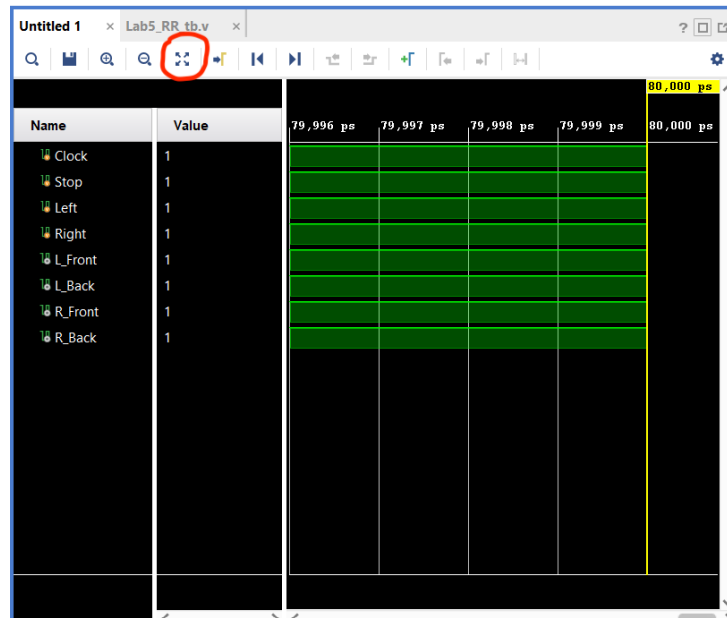 Untitled 1 × Lab5_RR_tb.v × ?
80,000 ps
Name Value 79,996 ps 79,997 ps 79,998 ps 79,999 ps 80,000 ps
Clock 1
Stop 1
Left 1
Right 1
L_Front 1
L_Back 1
R_Front 1
R_Back 1